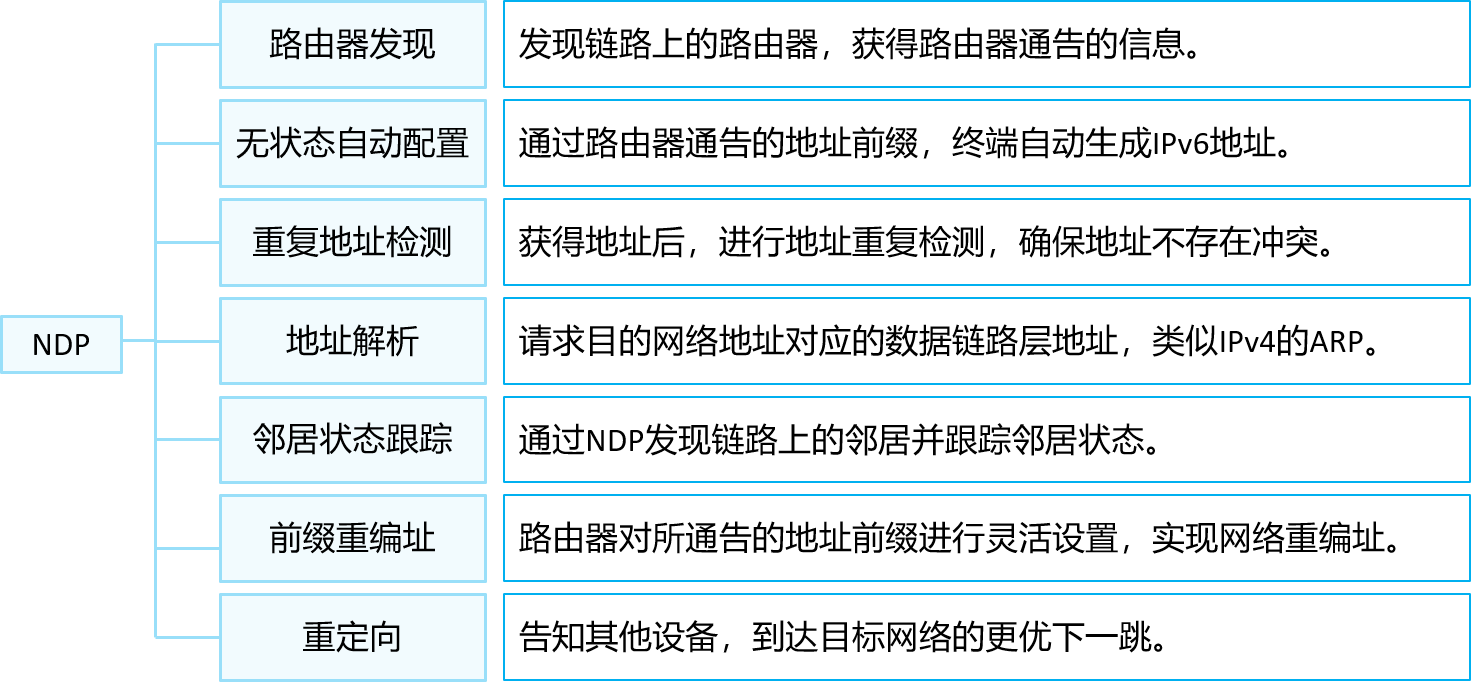 路由器发现
发现链路上的路由器，获得路由器通告的信息。
无状态自动配置
通过路由器通告的地址前缀，终端自动生成IPv6地址。
重复地址检测
获得地址后，进行地址重复检测，确保地址不存在冲突。
NDP
地址解析
请求目的网络地址对应的数据链路层地址，类似IPv4的ARP。
邻居状态跟踪
通过NDP发现链路上的邻居并跟踪邻居状态。
前缀重编址
路由器对所通告的地址前缀进行灵活设置，实现网络重编址。
重定向
告知其他设备，到达目标网络的更优下一跳。